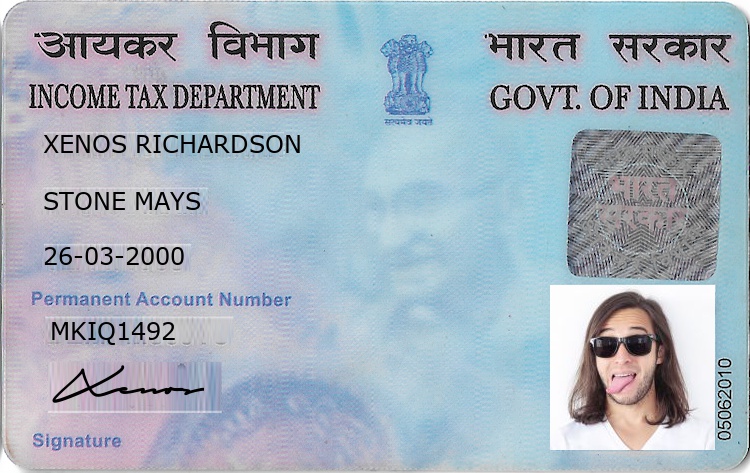 आयकर विभाग
भारत सरकार
INCOME TAX DEPARTMENT
GOVT. OF INDIA
सत्यमेव जयते
XENOS RICHARDSON
भारत
सरकार
STONE MAYS
26-03-2000
Permanent Account Number
MKIQ1492
Xenos
Signature
05062010